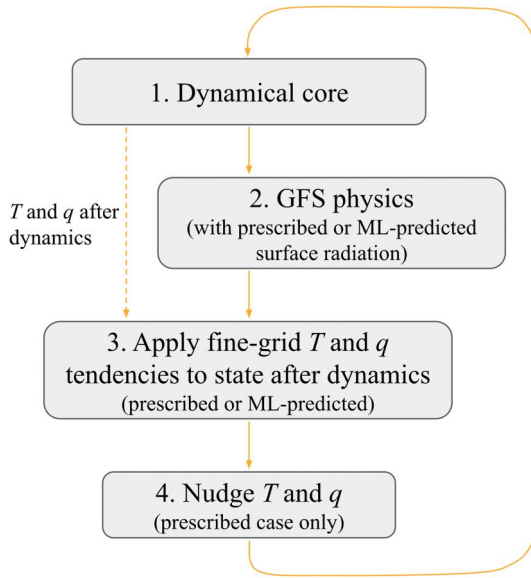 1. Dynamical core
T and q after
dynamics
2. GFS physics
(with prescribed or ML-predicted
surface radiation)
3. Apply fine-grid T and q
tendencies to state after dynamics
(prescribed or ML-predicted)
4. Nudge T and q
(prescribed case only)